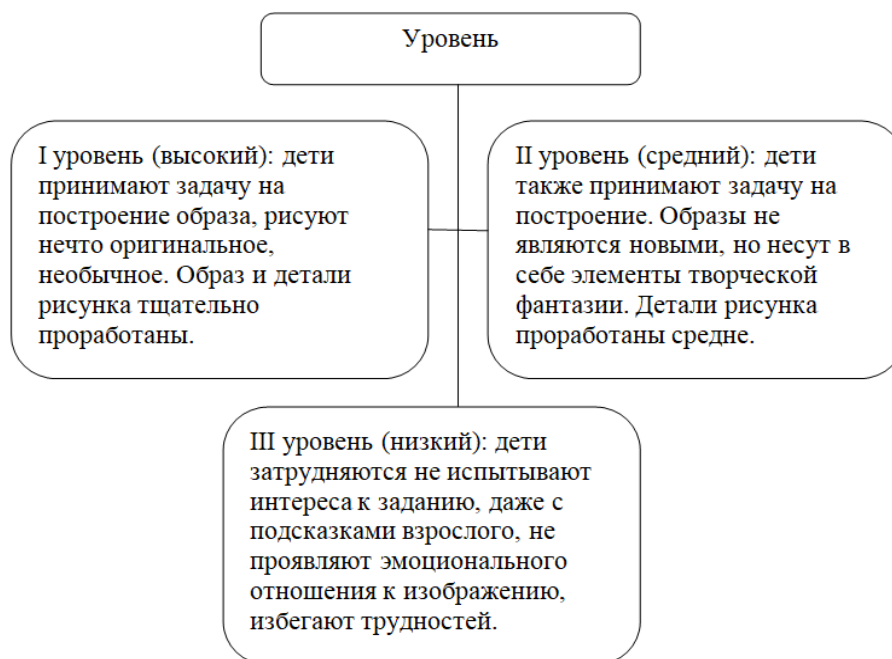 Уровень
I уровень (высокий): дети
принимают задачу на
построение образа, рисуют
нечто оригинальное,
необычное. Образ и детали
рисунка тщательно
проработаны.
II уровень (средний): дети
также принимают задачу на
построение. Образы не
являются новыми, но несут в
себе элементы творческой
фантазии. Детали рисунка
проработаны средне.
III уровень (низкий): дети
затрудняются не испытывают
интереса к заданию, даже с
подсказками взрослого, не
проявляют эмоционального
отношения к изображению,
избегают трудностей.